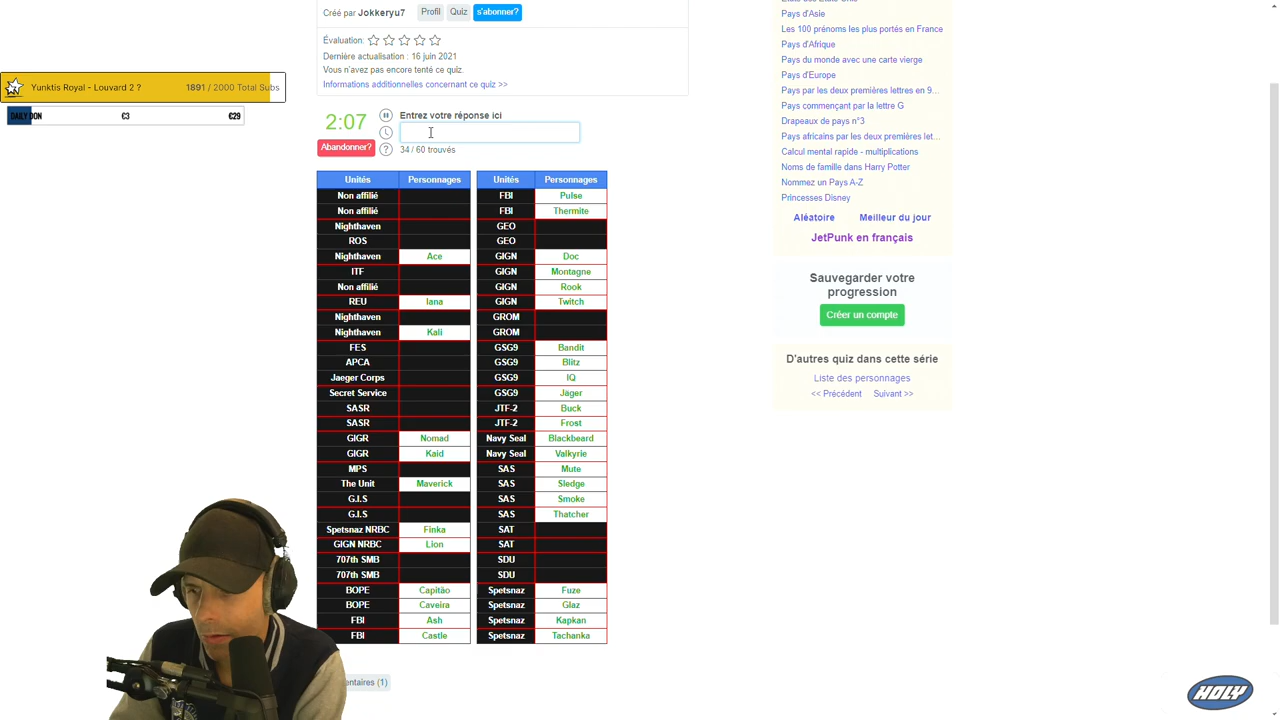 Créé par Jokkeryu7 Profil Quiz s'abonner?
Évaluation:
Dernière actualisation : 16 juin 2021
Vous n'avez pas encore tenté ce quiz.
Informations additionnelles concernant ce quiz >>
Yunktis Royal - Louvard 2 ? 1891 / 2000 Total Subs
DAILY DON €3 €29
2:07
Abandonner?
Entrez votre réponse ici
34 / 60 trouvés
Unités Personnages
Non affilié
Non affilié
Nighthaven
ROS
Nighthaven Ace
ITF
Non affilié
REU Iana
Nighthaven
Nighthaven Kali
FES
APCA
Jaeger Corps
Secret Service
SASR
SASR
GIGR Nomad
GIGR Kaid
MPS
The Unit Maverick
G.I.S
G.I.S
Spetsnaz NRBC Finka
GIGN NRBC Lion
707th SMB
707th SMB
BOPE Capitão
BOPE Caveira
FBI Ash
FBI Castle
Unités Personnages
FBI Pulse
FBI Thermite
GEO
GEO
GIGN Doc
GIGN Montagne
GIGN Rook
GIGN Twitch
GROM
GROM
GSG9 Bandit
GSG9 Blitz
GSG9 IQ
GSG9 Jäger
JTF-2 Buck
JTF-2 Frost
Navy Seal Blackbeard
Navy Seal Valkyrie
SAS Mute
SAS Sledge
SAS Smoke
SAS Thatcher
SAT
SAT
SDU
SDU
Spetsnaz Fuze
Spetsnaz Glaz
Spetsnaz Kapkan
Spetsnaz Tachanka
entaires (1)
Pays d'Asie
Les 100 prénoms les plus portés en France
Pays d'Afrique
Pays du monde avec une carte vierge
Pays d'Europe
Pays par les deux premières lettres en 9...
Pays commençant par la lettre G
Drapeaux de pays n°3
Pays africains par les deux premières let...
Calcul mental rapide - multiplications
Noms de famille dans Harry Potter
Nommez un Pays A-Z
Princesses Disney
Aléatoire Meilleur du jour
JetPunk en français
Sauvegarder votre
progression
Créer un compte
D'autres quiz dans cette série
Liste des personnages
<< Précédent Suivant >>
HOLY